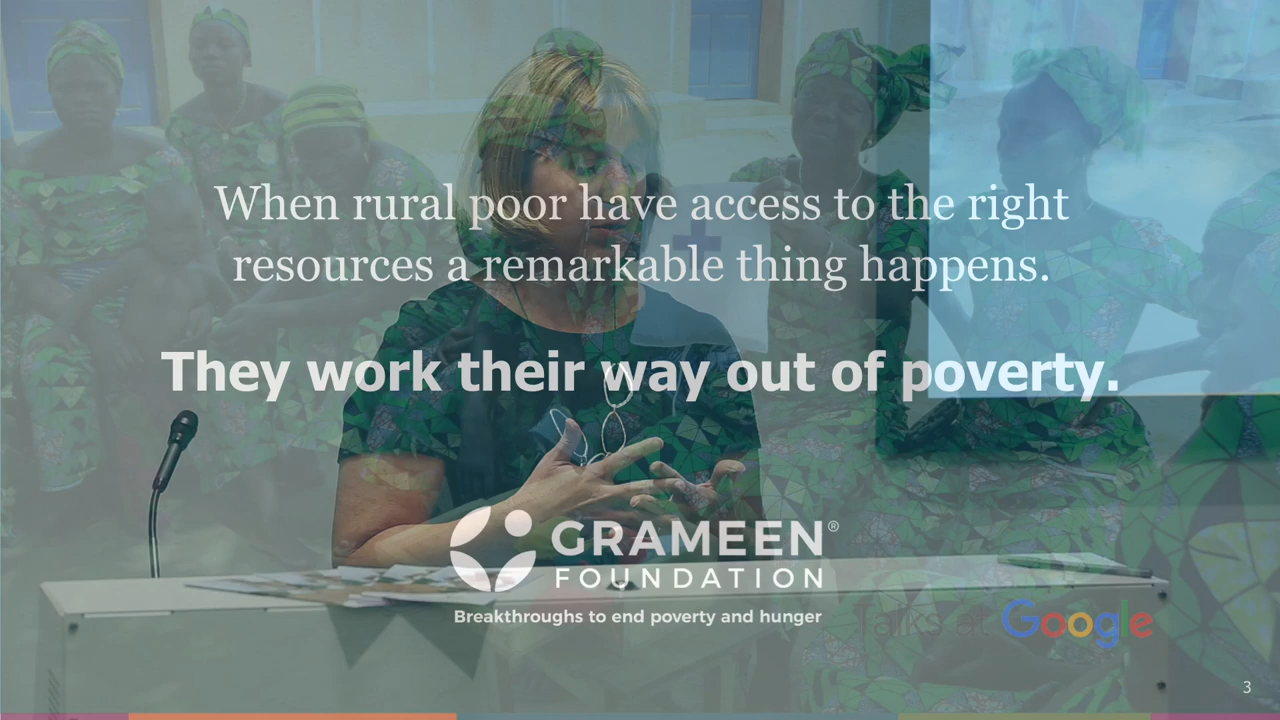 When rural poor have access to the right
resources a remarkable thing happens.
They work their way out of poverty.
GRAMEEN®
FOUNDATION
Breakthroughs to end poverty and hunger
Talks at Google
3